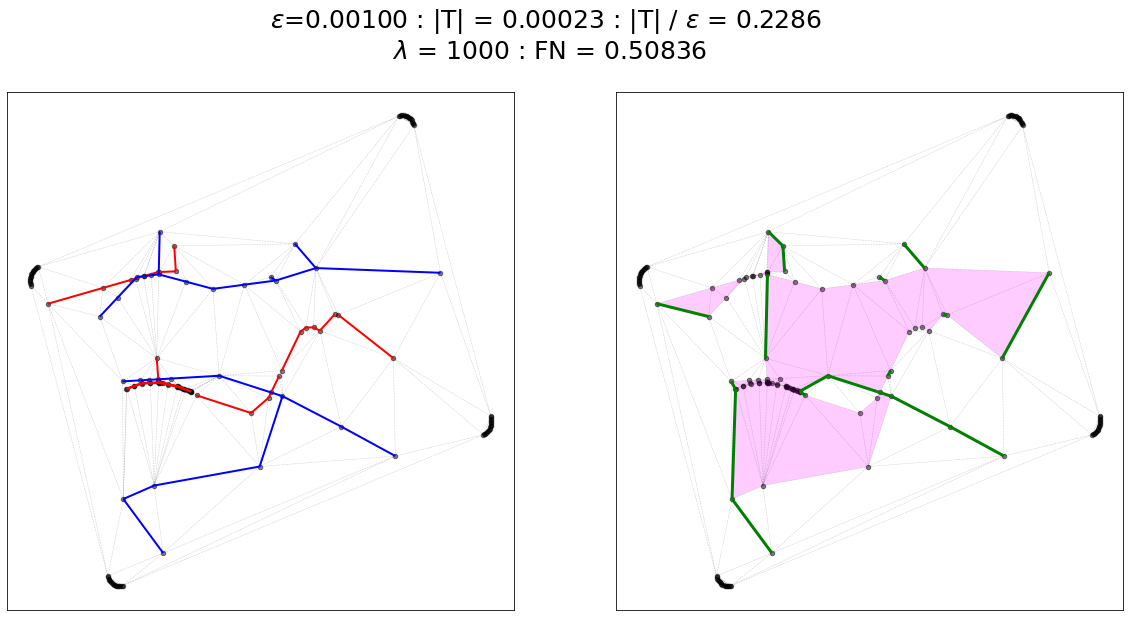 ε=0.00100 : |T| = 0.00023 : |T| / ε = 0.2286
λ = 1000 : FN = 0.50836